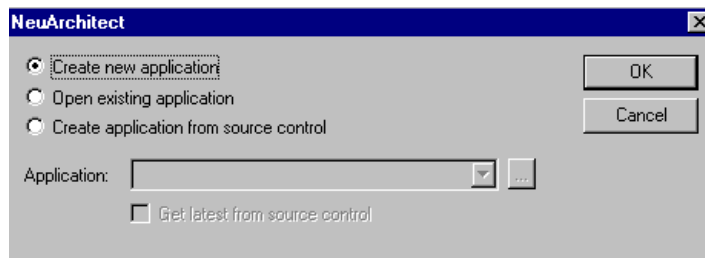 NeuArchitect
Create new application
OK
Open existing application
Cancel
Create application from source control
Application:
...
Get latest from source control